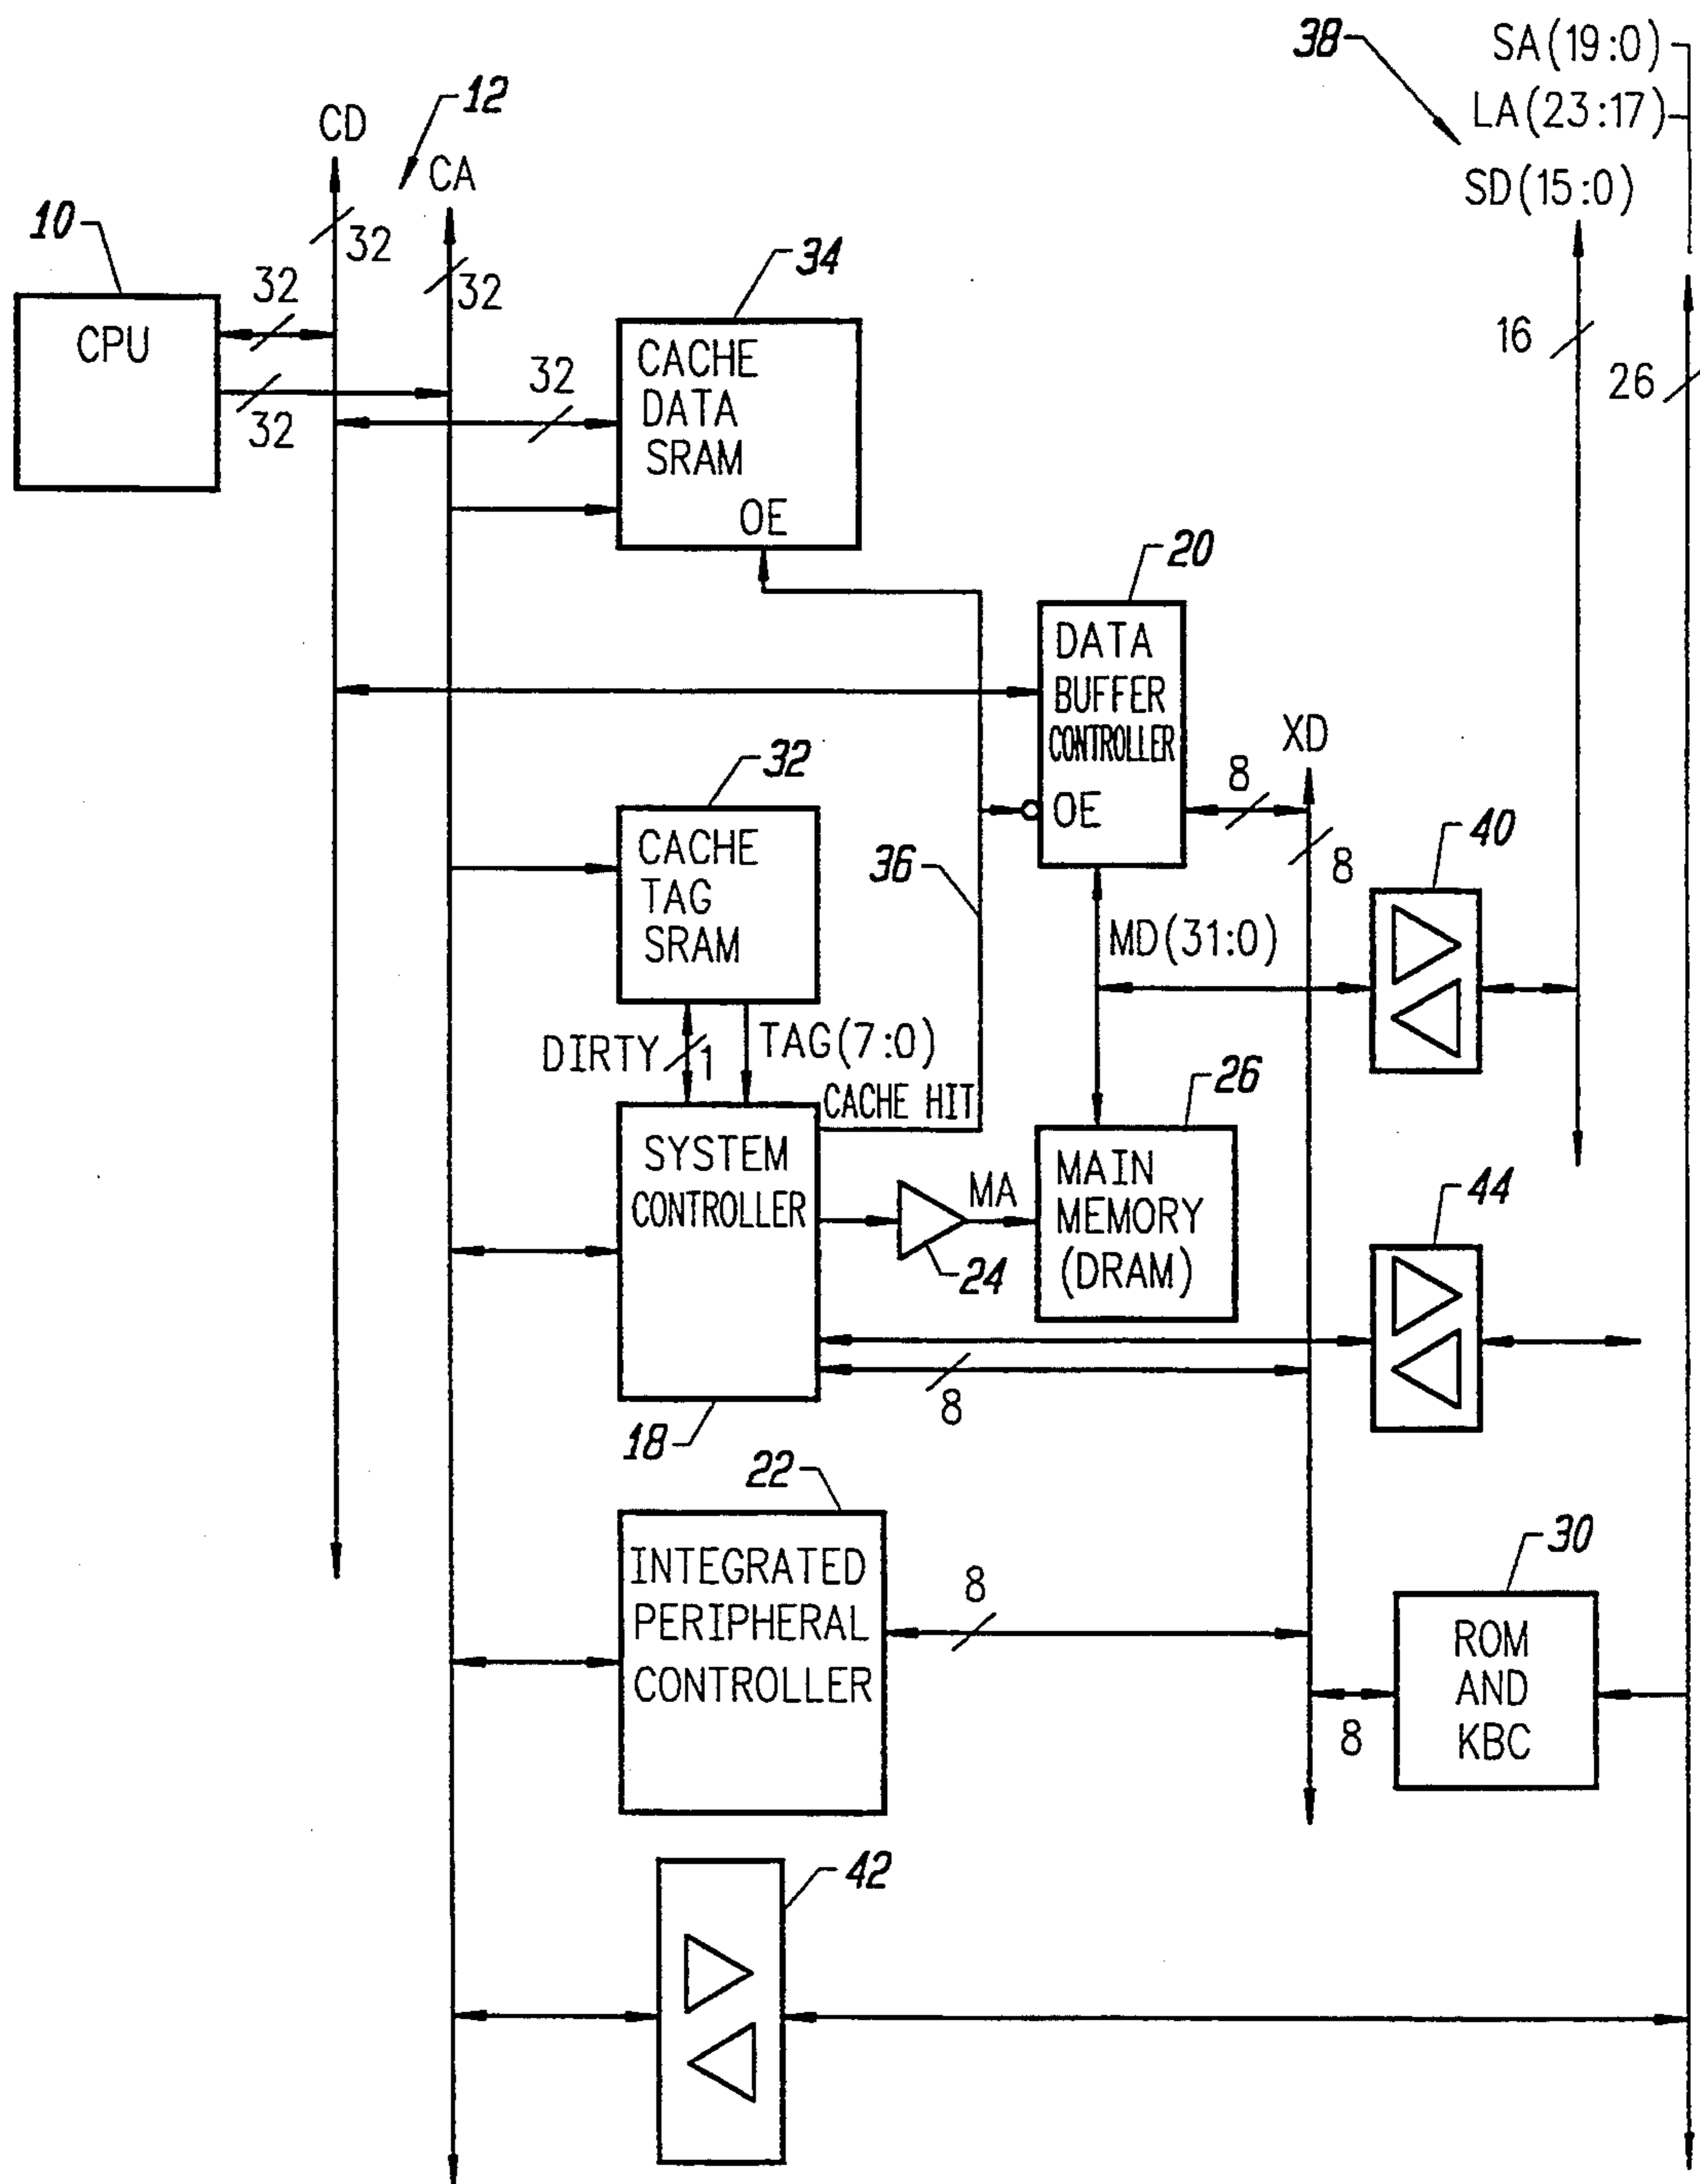 38
SA(19:0)
LA(23:17)
SD(15:0)
12
CD
CA
10
32
32
32
32
CPU
32
34
CACHE
DATA
SRAM
OE
32
16
26
20
DATA
BUFFER
CONTROLLER
OE
XD
8
8
32
CACHE
TAG
SRAM
36
40
MD(31:0)
DIRTY
1
TAG(7:0)
CACHE HIT
26
SYSTEM
CONTROLLER
MA
24
MAIN
MEMORY
(DRAM)
44
8
18
22
INTEGRATED
PERIPHERAL
CONTROLLER
8
30
ROM
AND
KBC
8
42